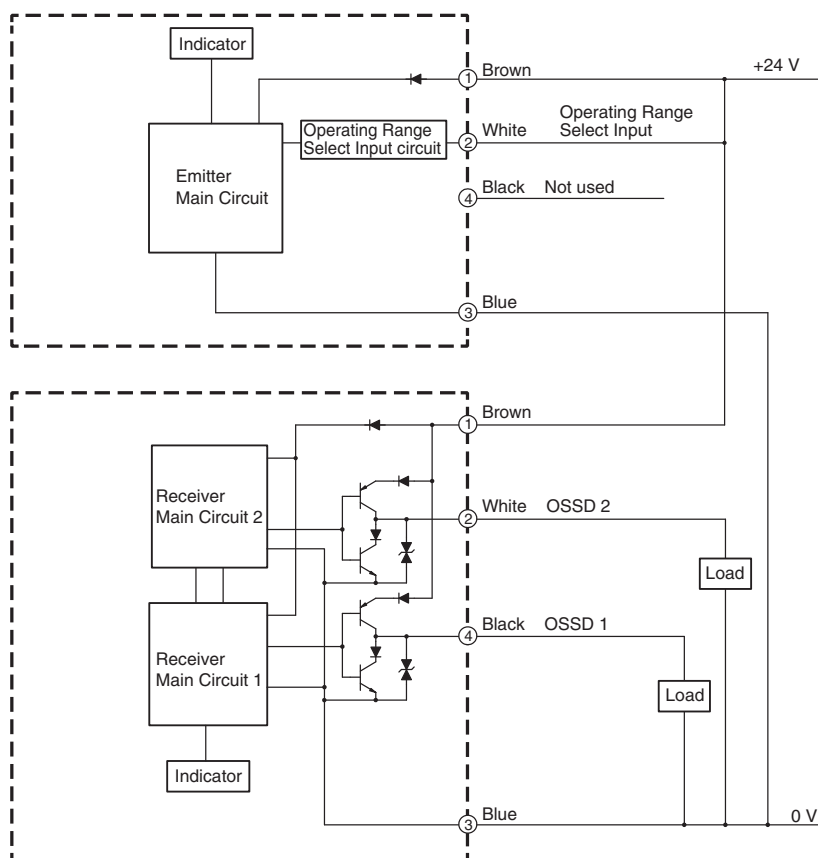 Indicator
① Brown
+24 V
Operating Range
Select Input circuit
② White
Operating Range
Select Input
Emitter
Main Circuit
④ Black Not used
③ Blue
① Brown
Receiver
Main Circuit 2
② White OSSD 2
Load
④ Black OSSD 1
Receiver
Main Circuit 1
Load
Indicator
③ Blue
0 V